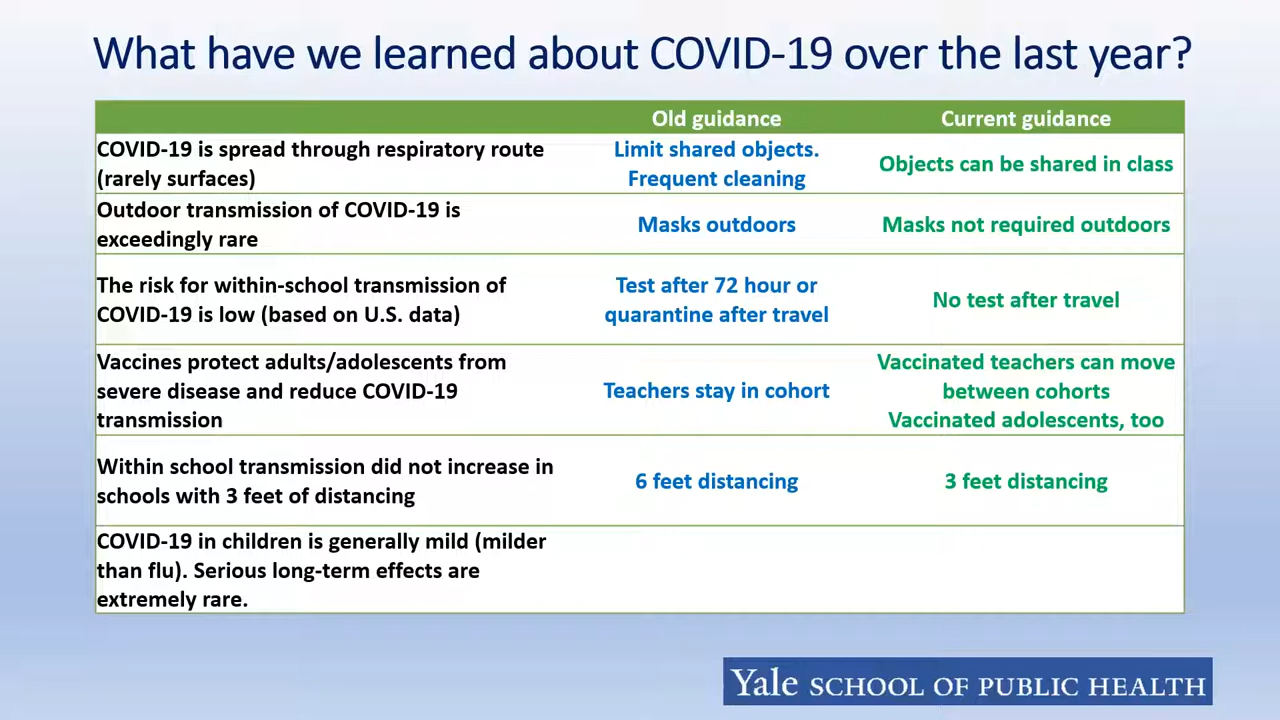 What have we learned about COVID-19 over the last year?
Old guidance
Current guidance
COVID-19 is spread through respiratory route
(rarely surfaces)
Limit shared objects.
Frequent cleaning
Objects can be shared in class
Outdoor transmission of COVID-19 is
exceedingly rare
Masks outdoors
Masks not required outdoors
The risk for within-school transmission of
COVID-19 is low (based on U.S. data)
Test after 72 hour or
quarantine after travel
No test after travel
Vaccines protect adults/adolescents from
severe disease and reduce COVID-19
transmission
Teachers stay in cohort
Vaccinated teachers can move
between cohorts
Vaccinated adolescents, too
Within school transmission did not increase in
schools with 3 feet of distancing
6 feet distancing
3 feet distancing
COVID-19 in children is generally mild (milder
than flu). Serious long-term effects are
extremely rare.
Yale SCHOOL OF PUBLIC HEALTH